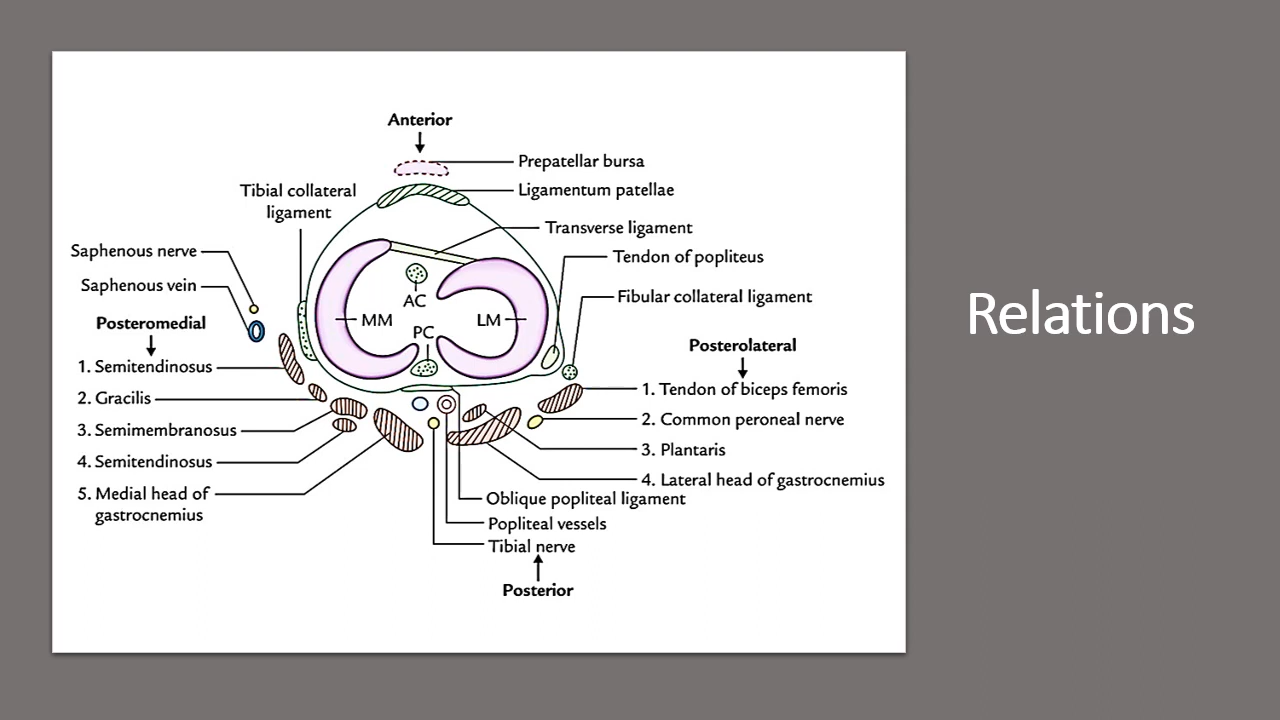 Anterior
Prepatellar bursa
Ligamentum patellae
Tibial collateral
ligament
Transverse ligament
Saphenous nerve
Tendon of popliteus
Saphenous vein
Fibular collateral ligament
AC
MM
LM
PC
Posteromedial
Posterolateral
1. Semitendinosus
2. Gracilis
3. Semimembranosus
4. Semitendinosus
5. Medial head of
gastrocnemius
1. Tendon of biceps femoris
2. Common peroneal nerve
3. Plantaris
4. Lateral head of gastrocnemius
Oblique popliteal ligament
Popliteal vessels
Tibial nerve
Posterior
Relations